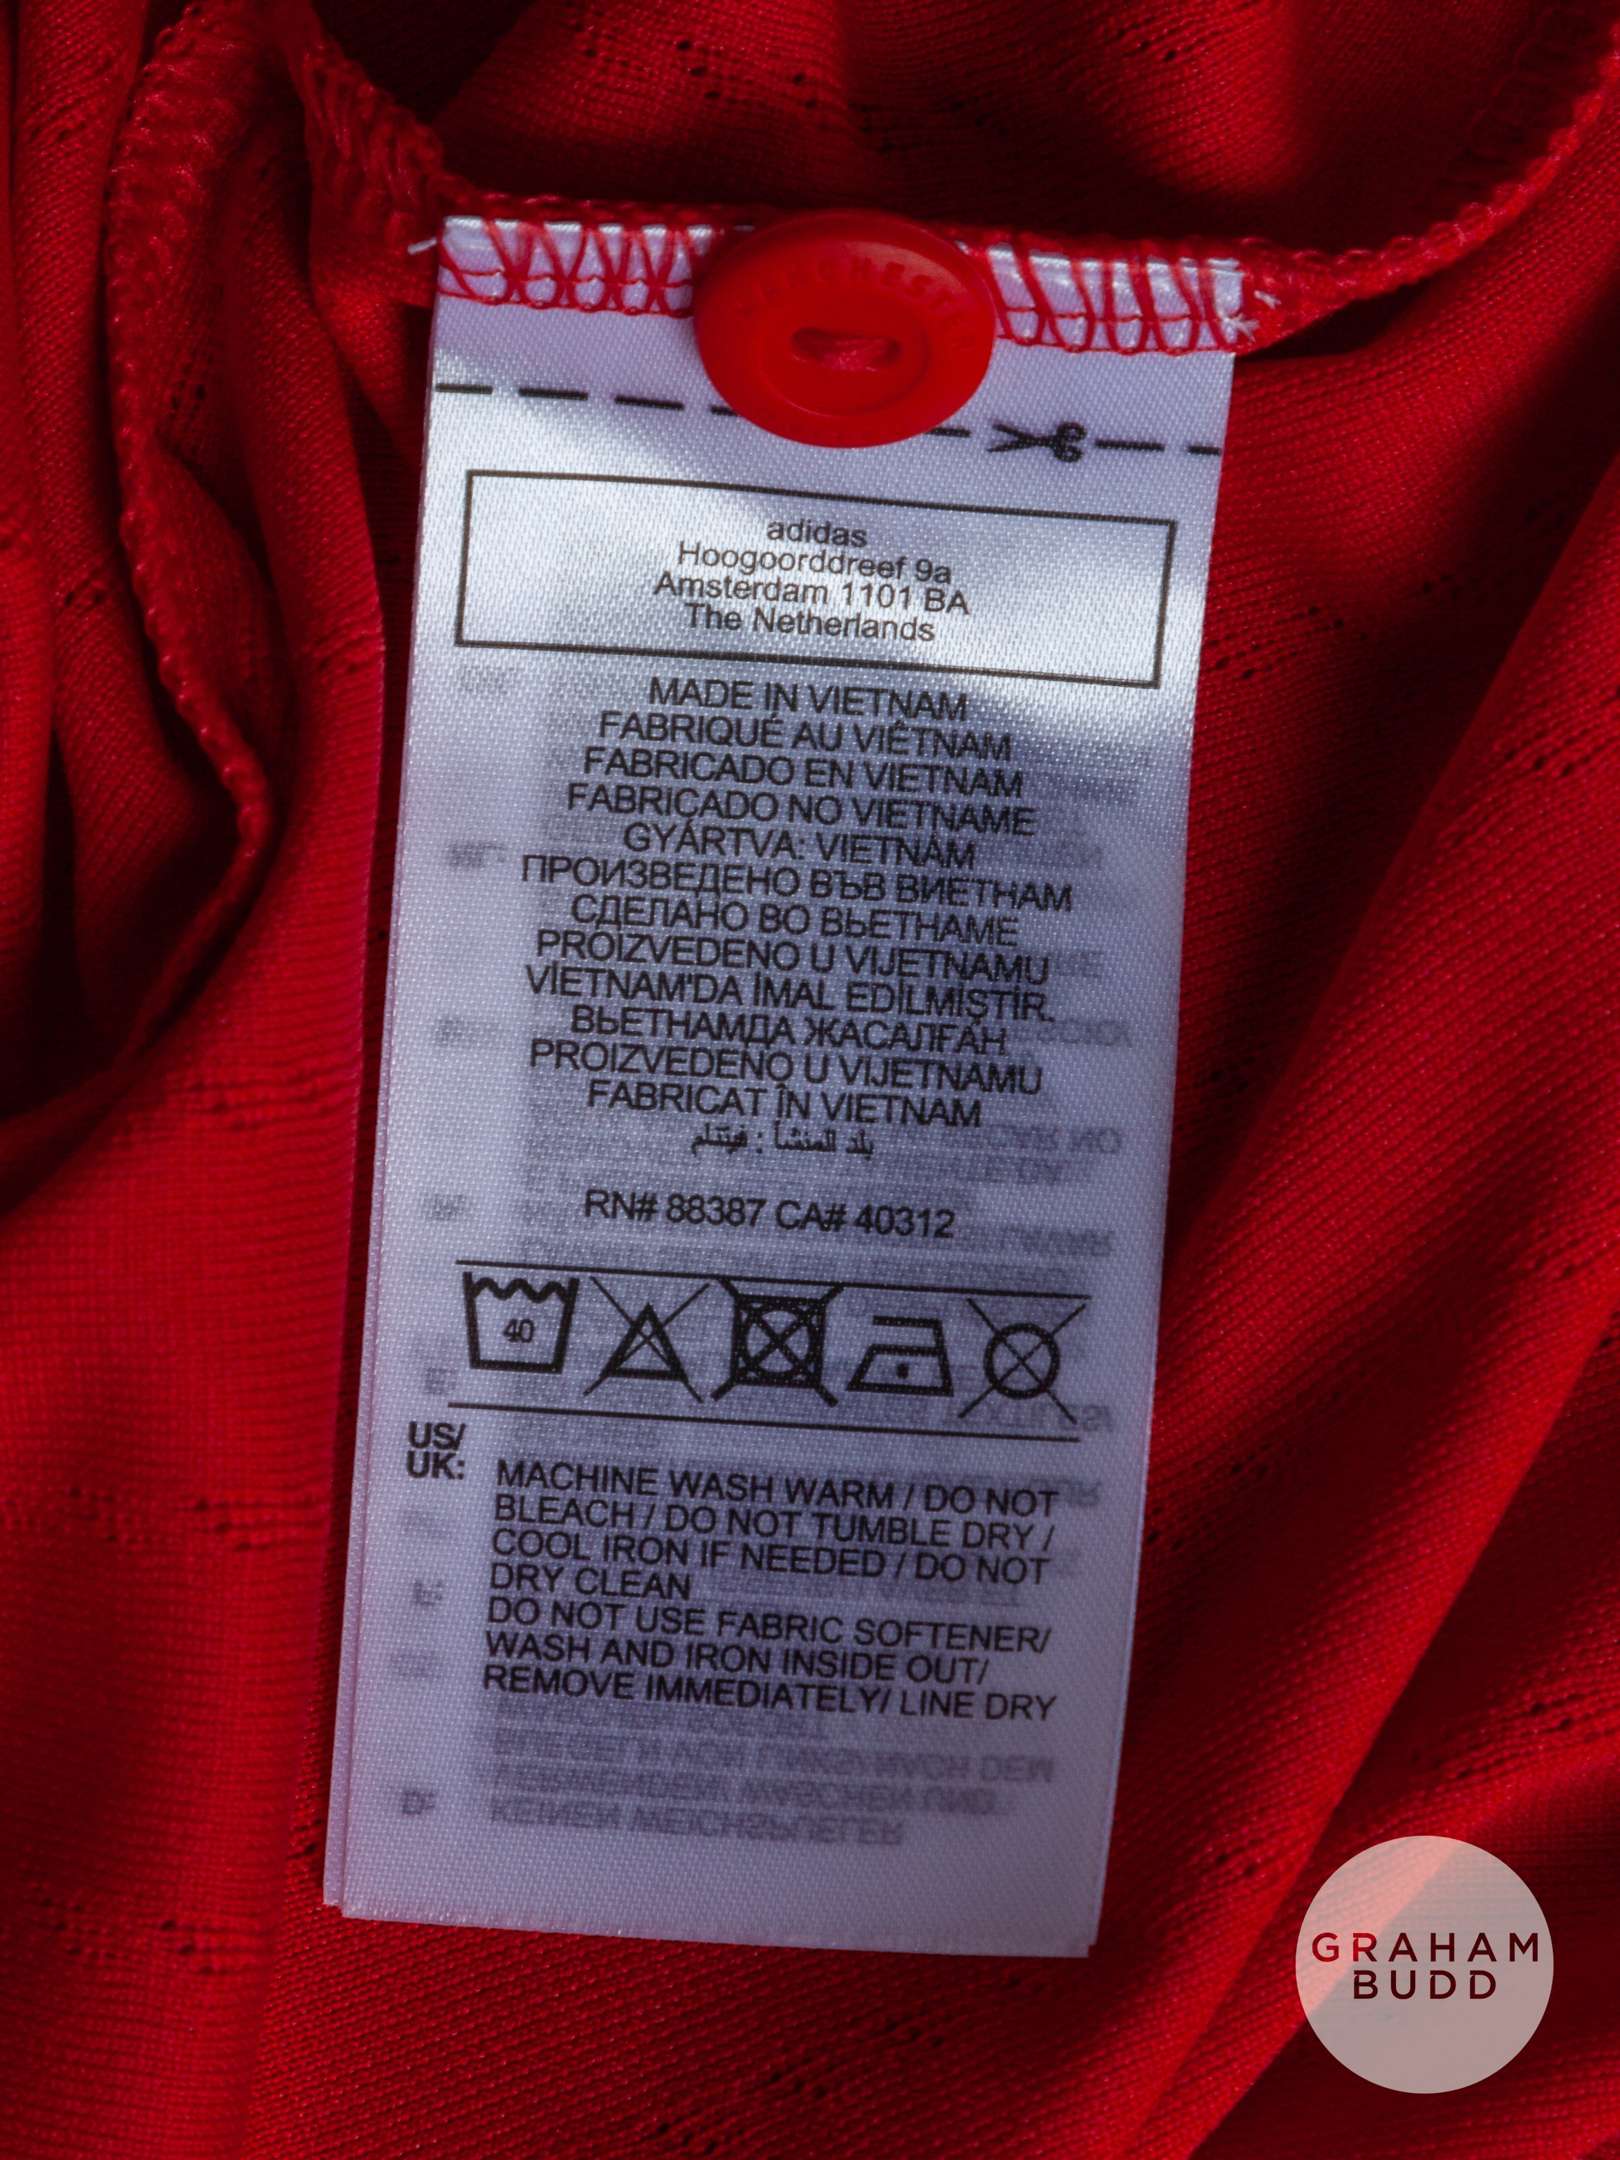 adidas
Hoogoorddreef 9a
Amsterdam 1101 BA
The Netherlands
MADE IN VIETNAM
FABRIQUÉ AU VIÊTNAM
FABRICADO EN VIETNAM
FABRICADO NO VIETNAME
GYÁRTVA: VIETNÁM
ПРОИЗВЕДЕНО ВЪВ ВИЕТНАМ
СДЕЛАНО ВО ВЬЕТНАМЕ
PROIZVEDENO U VIJETNAMU
VİETNAM'DA İMAL EDİLMİŞTİR.
ВЬЕТНАМДА ЖАСАЛҒАН
PROIZVEDENO U VIJETNAMU
FABRICAT ÎN VIETNAM
بلد المنشأ : فيتنام
RN# 88387 CA# 40312
40
US/
UK:
MACHINE WASH WARM / DO NOT
BLEACH / DO NOT TUMBLE DRY /
COOL IRON IF NEEDED / DO NOT
DRY CLEAN
DO NOT USE FABRIC SOFTENER/
WASH AND IRON INSIDE OUT/
REMOVE IMMEDIATELY/ LINE DRY
GRAHAM
BUDD